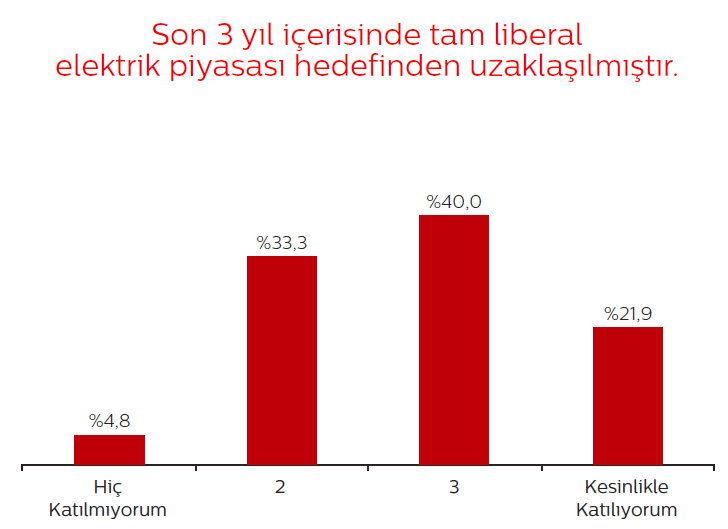 Son 3 yıl içerisinde tam liberal
elektrik piyasası hedefinden uzaklaşılmıştır.
%4,8
%33,3
%40,0
%21,9
Hiç
Katılmıyorum
2
3
Kesinlikle
Katılıyorum